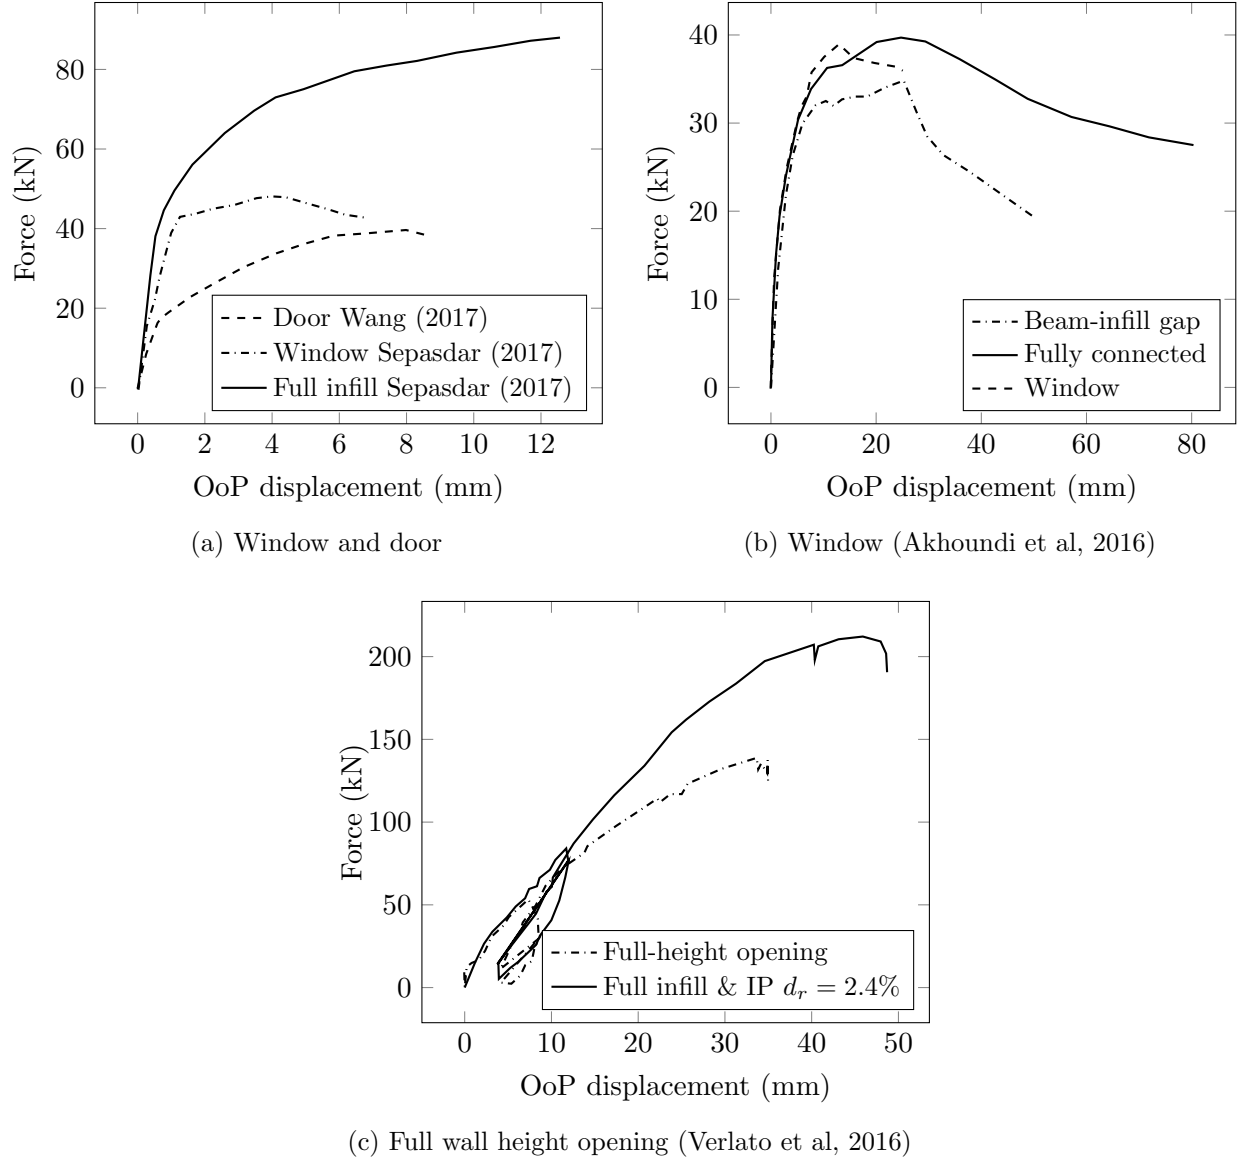 80
60
40
20
0
Force (kN)
Door Wang (2017)
Window Sepasdar (2017)
Full infill Sepasdar (2017)
0 2 4 6 8 10 12
OoP displacement (mm)
(a) Window and door
40
30
20
10
0
Force (kN)
Beam-infill gap
Fully connected
Window
0 20 40 60 80
OoP displacement (mm)
(b) Window (Akhoundi et al, 2016)
200
150
100
50
0
Force (kN)
Full-height opening
Full infill & IP $d_r = 2.4\%$
0 10 20 30 40 50
OoP displacement (mm)
(c) Full wall height opening (Verlato et al, 2016)